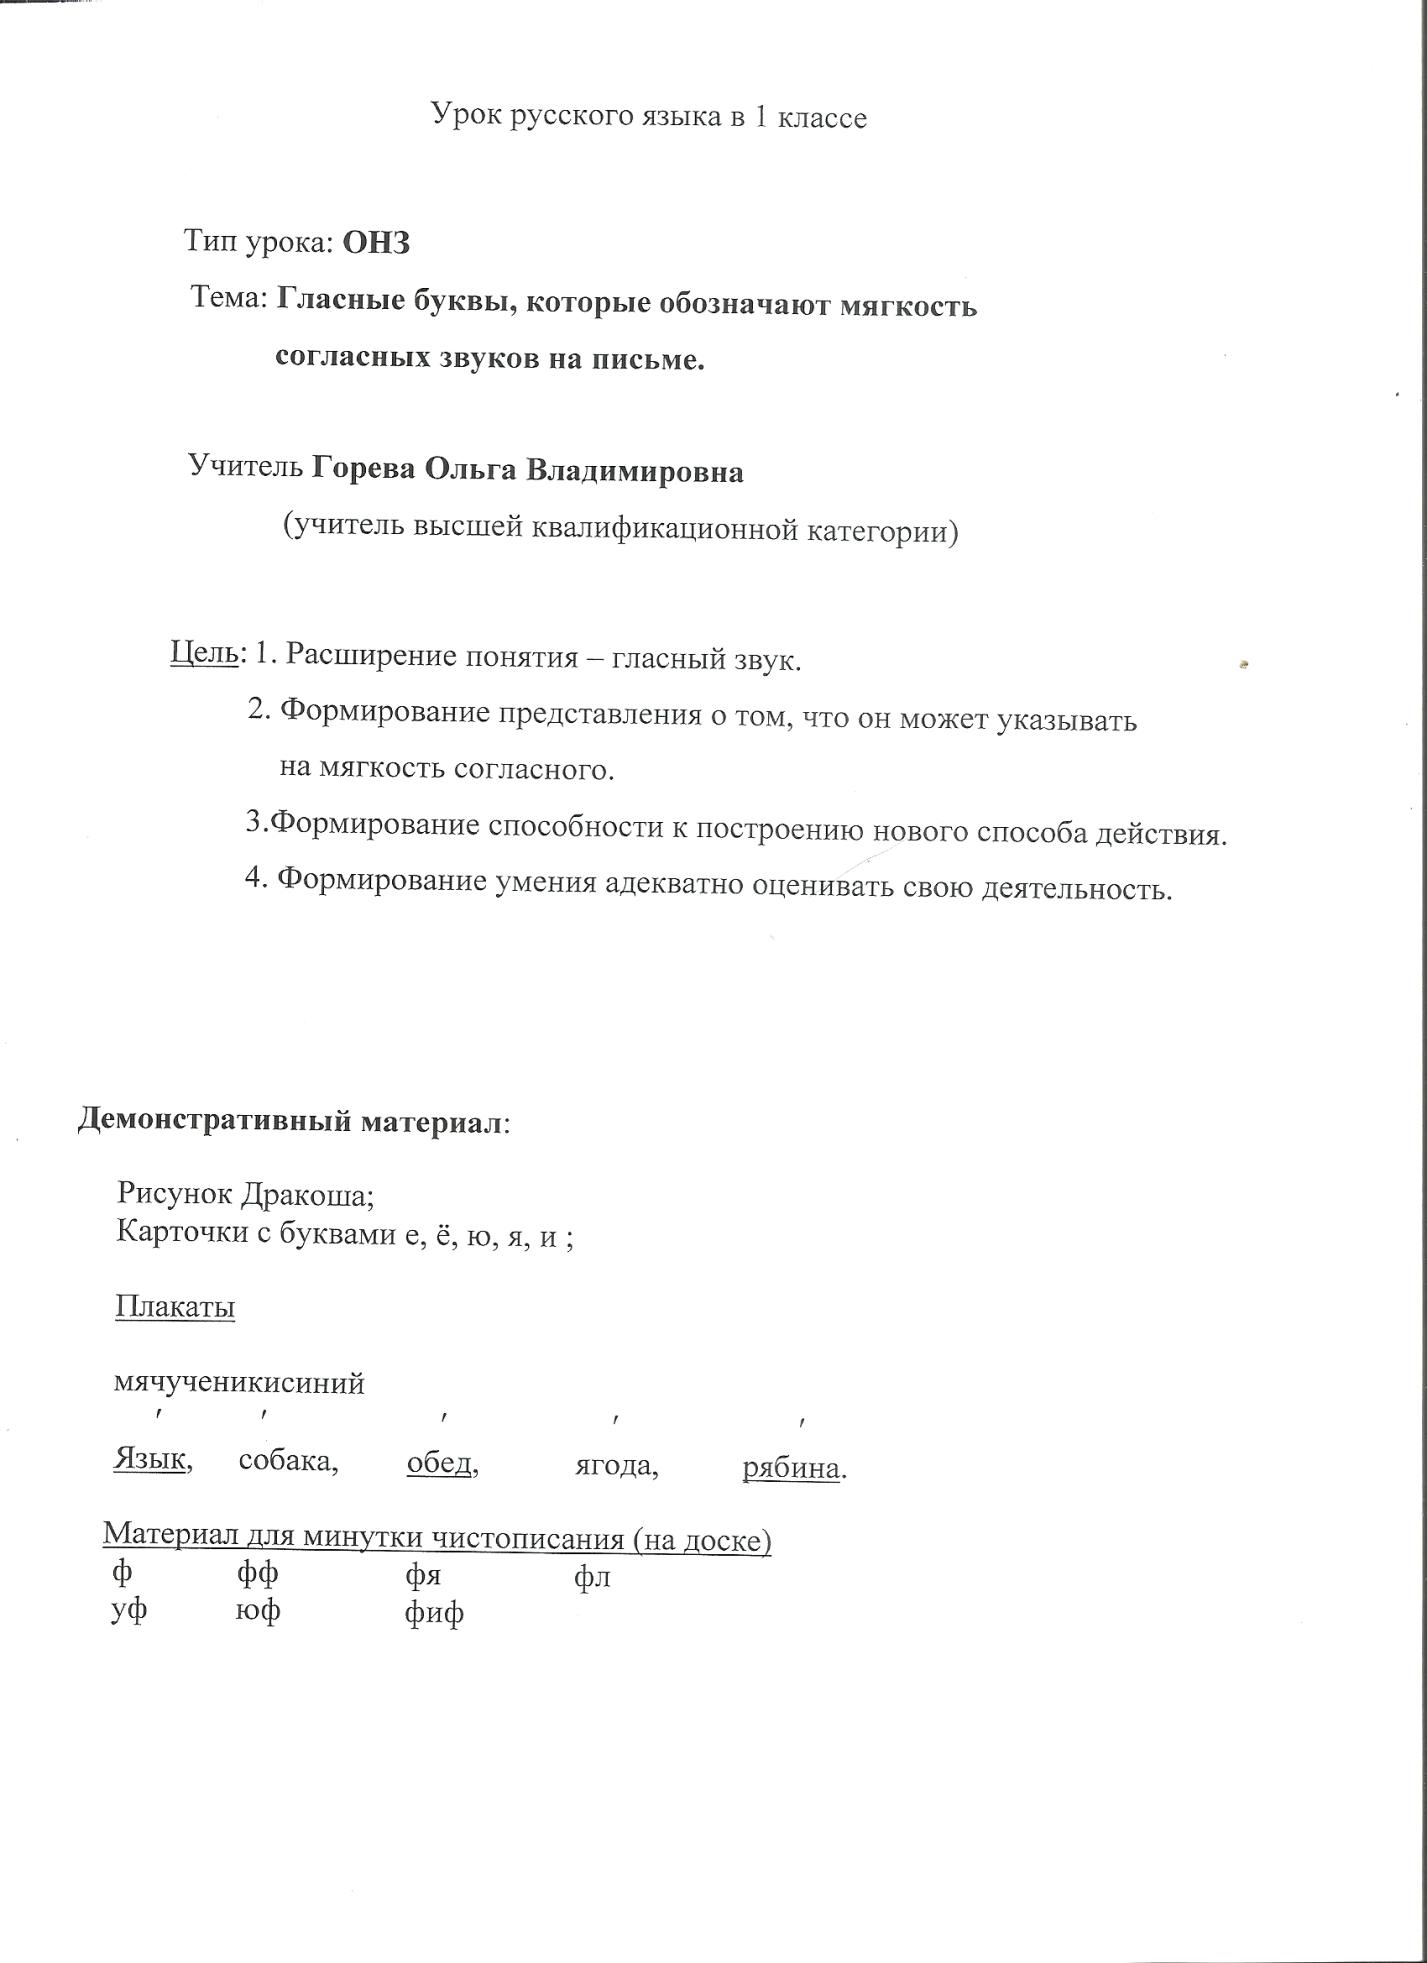 Урок русского языка в 1 классе
Тип урока: ОНЗ
Тема: Гласные буквы, которые обозначают мягкость
согласных звуков на письме.
Учитель Горева Ольга Владимировна
(учитель высшей квалификационной категории)
Цель: 1. Расширение понятия – гласный звук.
2. Формирование представления о том, что он может указывать
на мягкость согласного.
3.Формирование способности к построению нового способа действия.
4. Формирование умения адекватно оценивать свою деятельность.
Демонстративный материал:
Рисунок Дракоша;
Карточки с буквами е, ё, ю, я, и ;
Плакаты
мячученикисиний
′ ′ ′ ′ ′
Язык, собака, обед, ягода, рябина.
Материал для минутки чистописания (на доске)
ф фф фя фл
уф юф фиф